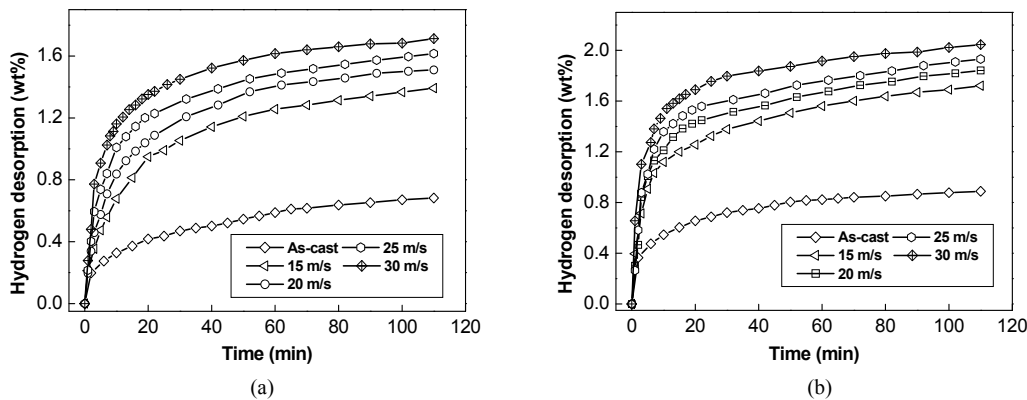 Hydrogen desorption (wt%)
1.6
1.2
0.8
0.4
0.0
As-cast 25 m/s
15 m/s 30 m/s
20 m/s
0 20 40 60 80 100 120
Time (min)
(a)
Hydrogen desorption (wt%)
2.0
1.6
1.2
0.8
0.4
0.0
As-cast 25 m/s
15 m/s 30 m/s
20 m/s
0 20 40 60 80 100 120
Time (min)
(b)